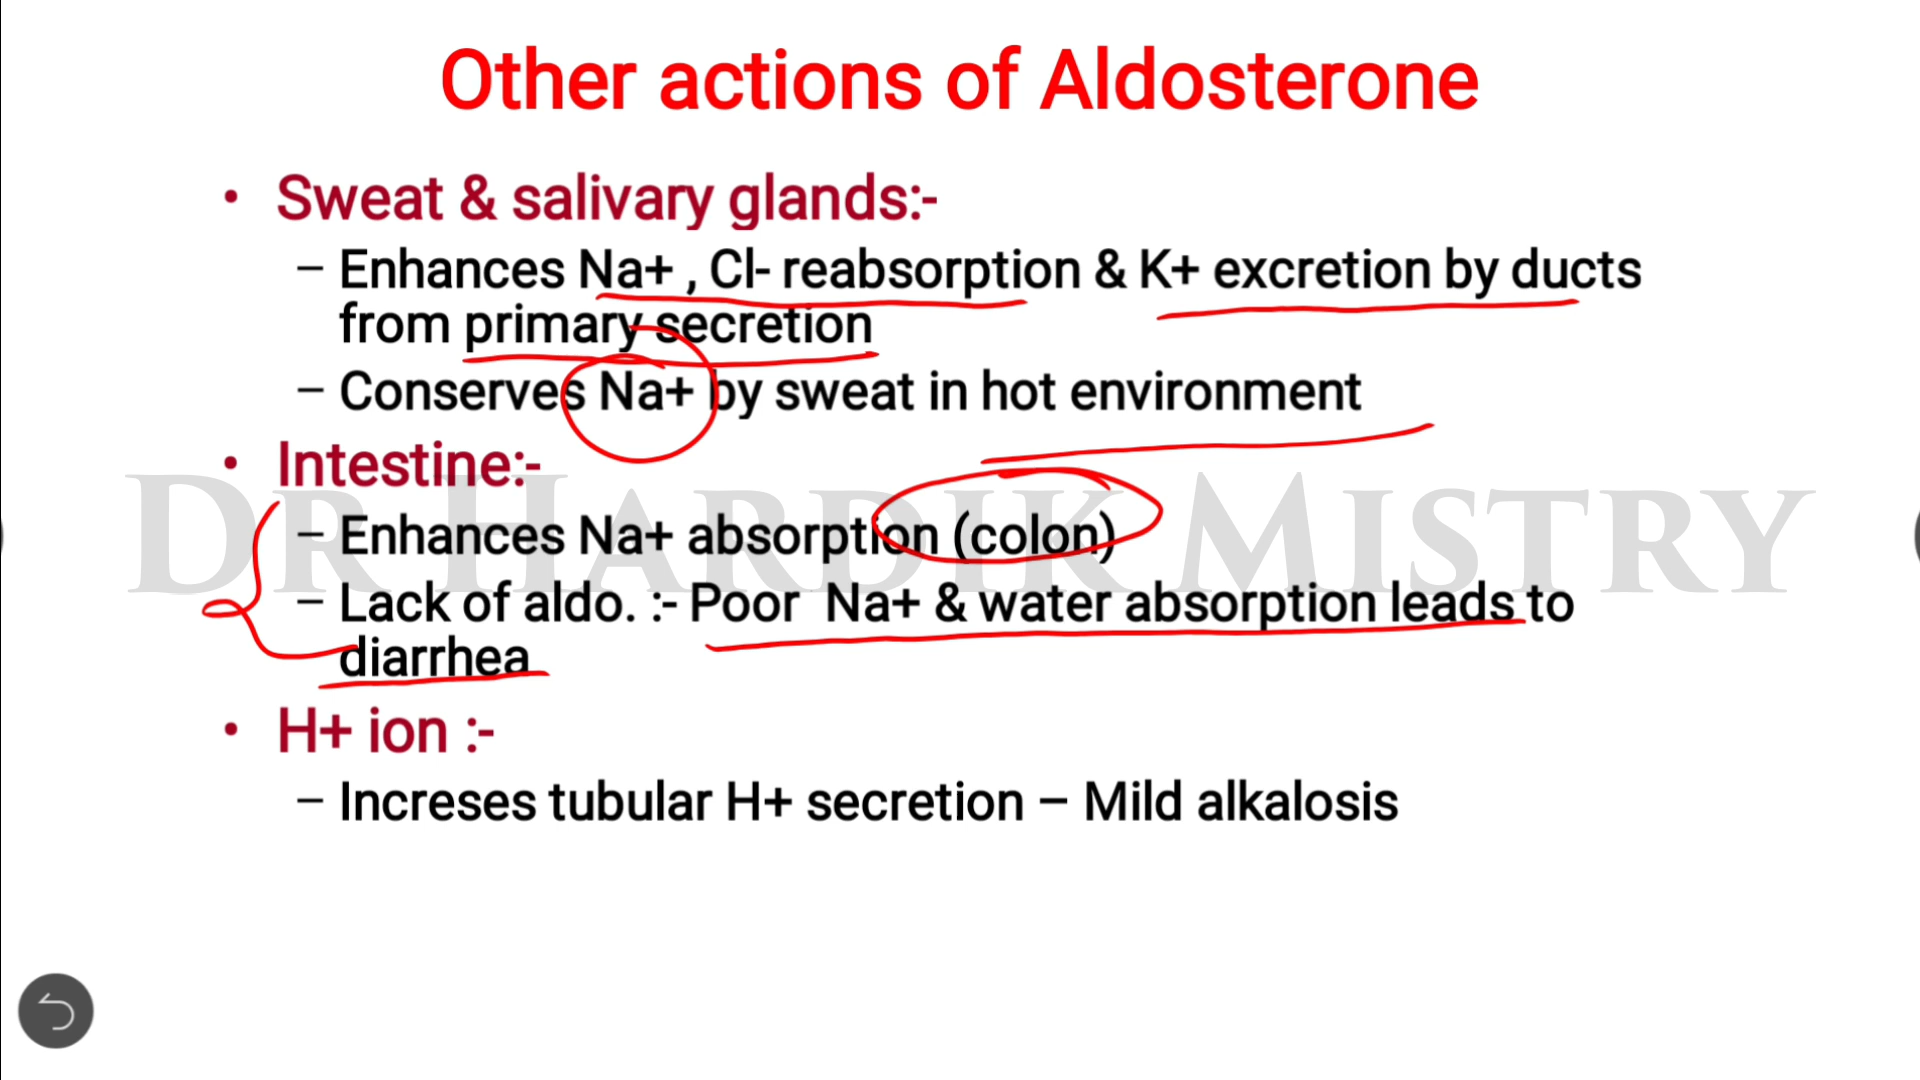 Other actions of Aldosterone
• Sweat & salivary glands:-
– Enhances Na+ , Cl- reabsorption & K+ excretion by ducts
from primary secretion
– Conserves Na+ by sweat in hot environment
• Intestine:-
DR HARDIK MISTRY
– Enhances Na+ absorption (colon)
– Lack of aldo. :- Poor Na+ & water absorption leads to
diarrhea
• H+ ion :-
– Increses tubular H+ secretion – Mild alkalosis